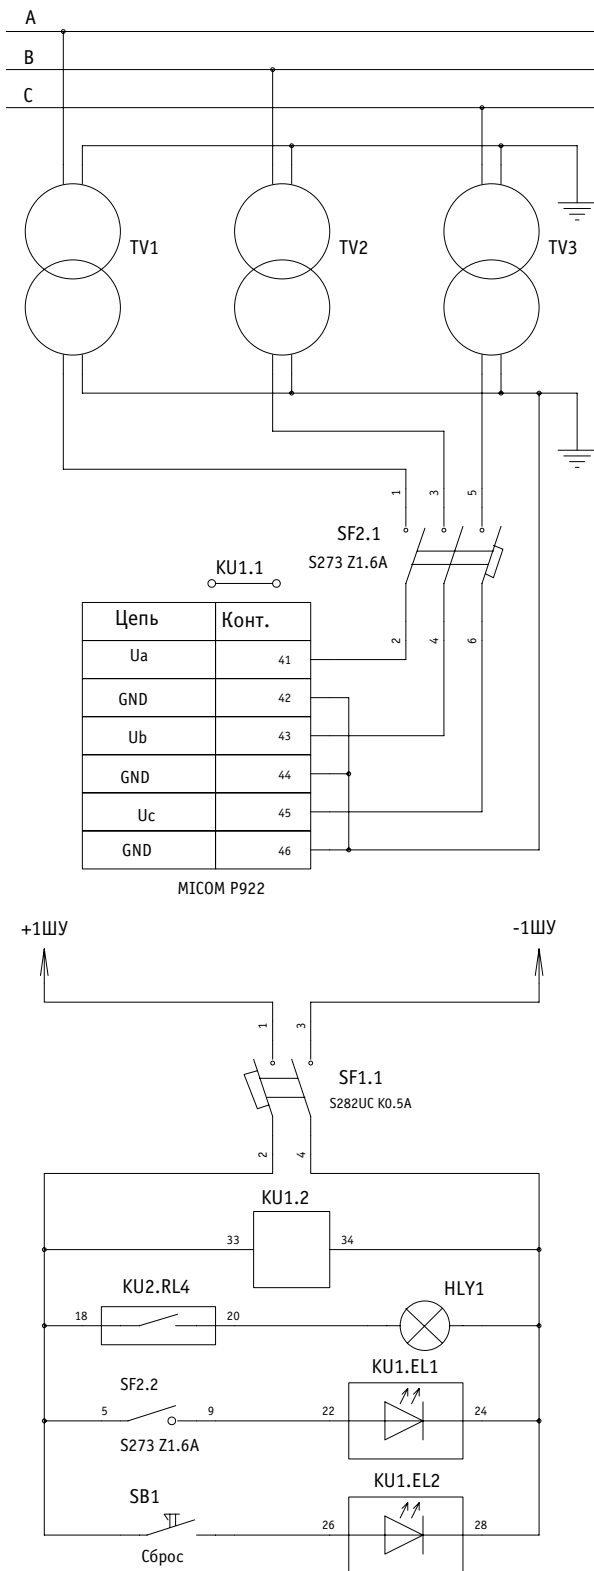 A
B
C
TV1 TV2 TV3
1 3 5
SF2.1
S273 Z1.6A
KU1.1
2 4 6
Цепь Конт.
Ua 41
GND 42
Ub 43
GND 44
Uc 45
GND 46
MICOM P922
+1ШУ -1ШУ
1 3
SF1.1
S282UC K0.5A
2 4
KU1.2
33 34
KU2.RL4 HLY1
18 20
KU1.EL1
SF2.2
5 9 22 24
S273 Z1.6A
KU1.EL2
SB1
26 28
Сброс